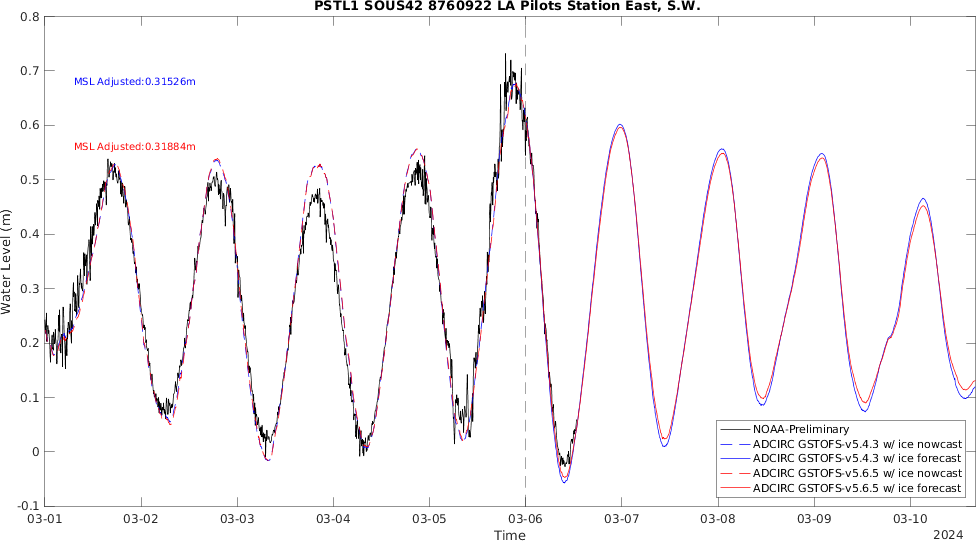 PSTL1 SOUS42 8760922 LA Pilots Station East, S.W.
0.8
0.7
0.6
0.5
0.4
0.3
0.2
0.1
0
-0.1
Water Level (m)
MSL Adjusted:0.31526m
MSL Adjusted:0.31884m
NOAA-Preliminary
ADCIRC GSTOFS-v5.4.3 w/ ice nowcast
ADCIRC GSTOFS-v5.4.3 w/ ice forecast
ADCIRC GSTOFS-v5.6.5 w/ ice nowcast
ADCIRC GSTOFS-v5.6.5 w/ ice forecast
03-01 03-02 03-03 03-04 03-05 03-06 03-07 03-08 03-09 03-10
Time
2024